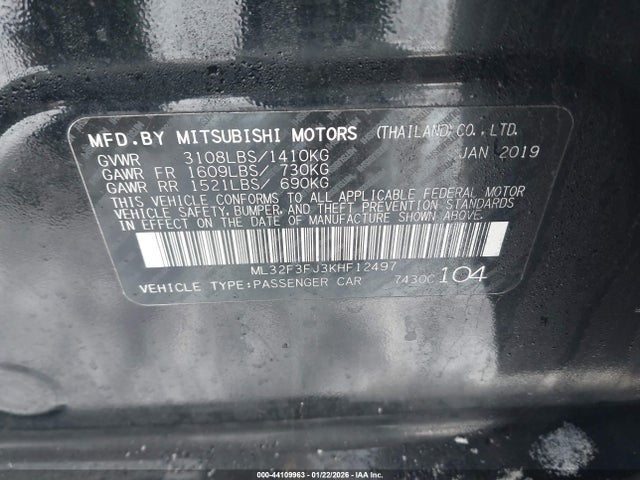 MFD.BY MITSUBISHI MOTORS (THAILAND)CO.,LTD.
GVWR 3108LBS/1410KG JAN 2019
GAWR FR 1609LBS/ 730KG
GAWR RR 1521LBS/ 690KG
THIS VEHICLE CONFORMS TO ALL APPLICABLE FEDERAL MOTOR
VEHICLE SAFETY, BUMPER, AND THEFT PREVENTION STANDARDS
IN EFFECT ON THE DATE OF MANUFACTURE SHOWN ABOVE.
ML32F3FJ3KHF12497
VEHICLE TYPE:PASSENGER CAR 7430C 104
000-44109963 - 01/22/2026 - IAA Inc.